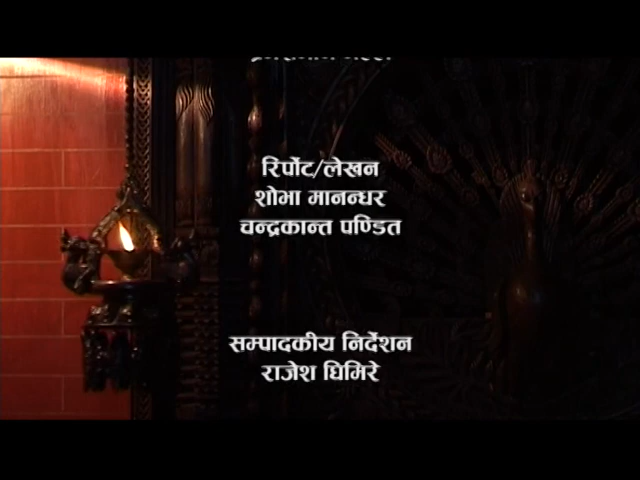 रिर्पोट/लेखन
शोभा मानन्धर
चन्द्रकान्त पण्डित
सम्पादकीय निर्देशन
राजेश घिमिरे